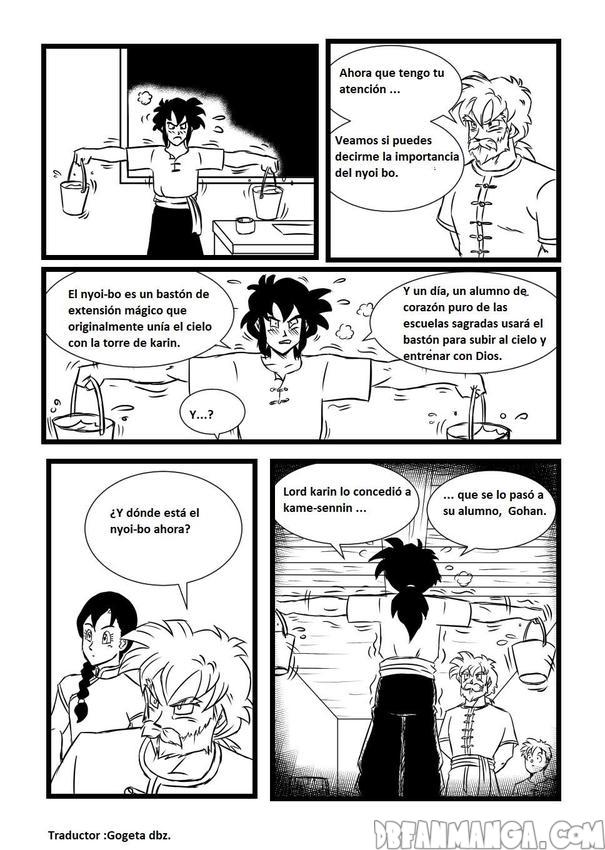 Ahora que tengo tu
atención ...
Veamos si puedes
decirme la importancia
del nyoi bo.
El nyoi-bo es un bastón de
extensión mágico que
originalmente unía el cielo
con la torre de karin.
Y...?
Y un día, un alumno de
corazón puro de las
escuelas sagradas usará el
bastón para subir al cielo y
entrenar con Dios.
¿Y dónde está el
nyoi-bo ahora?
Lord karin lo concedió a
kame-sennin ...
... que se lo pasó a
su alumno, Gohan.
Traductor :Gogeta dbz.
DBFANMANGA.COM